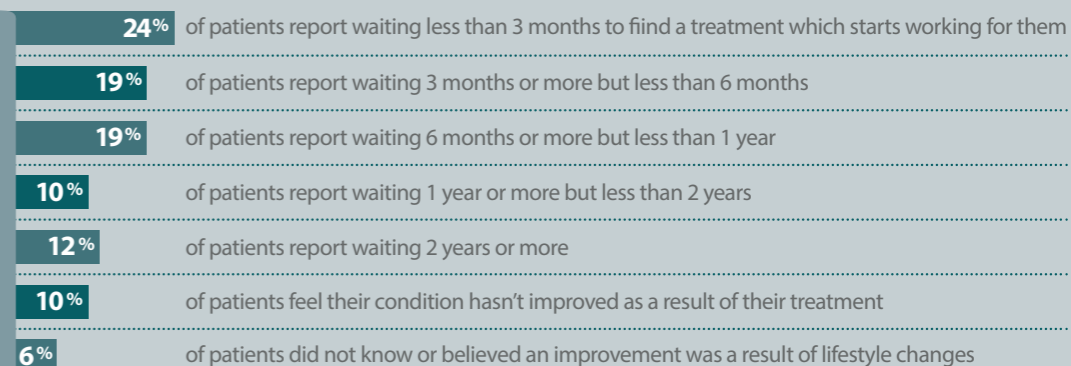 24% of patients report waiting less than 3 months to fiind a treatment which starts working for them
19% of patients report waiting 3 months or more but less than 6 months
19% of patients report waiting 6 months or more but less than 1 year
10% of patients report waiting 1 year or more but less than 2 years
12% of patients report waiting 2 years or more
10% of patients feel their condition hasn't improved as a result of their treatment
6% of patients did not know or believed an improvement was a result of lifestyle changes